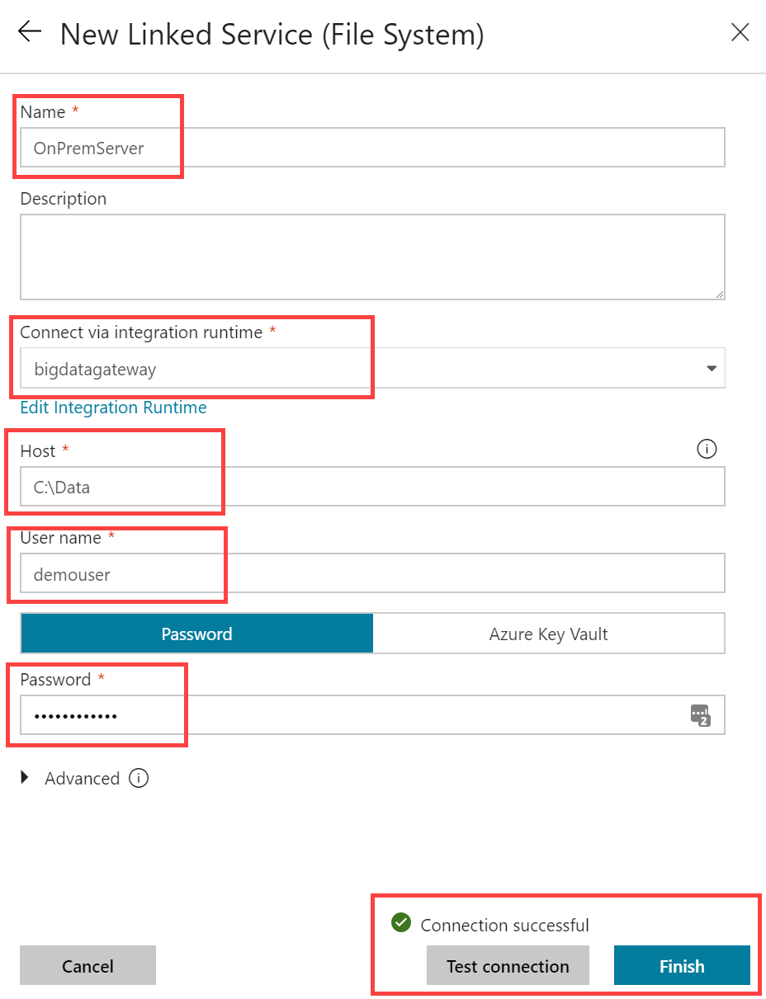 New Linked Service (File System)
Name *
OnPremServer
Description
Connect via integration runtime *
bigdatagateway
Edit Integration Runtime
Host *
C:\Data
User name *
demouser
Password
Azure Key Vault
Password *
••••••••••••
2
Advanced
Connection successful
Cancel
Test connection
Finish